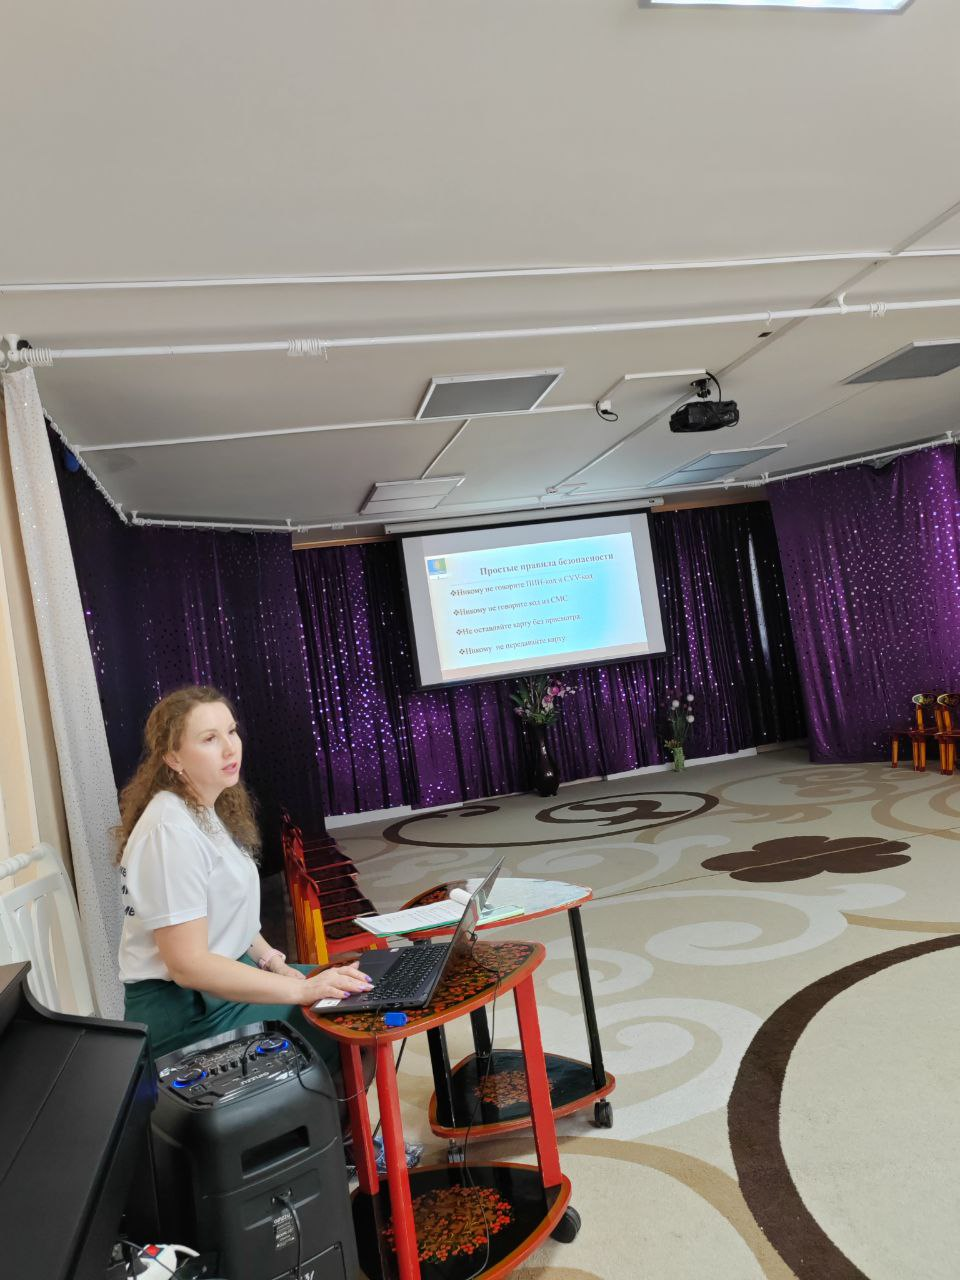 Простые правила безопасности
❖Никому не говорите ПИН-код и CVV-код.
❖Никому не говорите код из СМС.
❖Не оставляйте карту без присмотра.
❖Никому не передавайте карту.
GINZZU